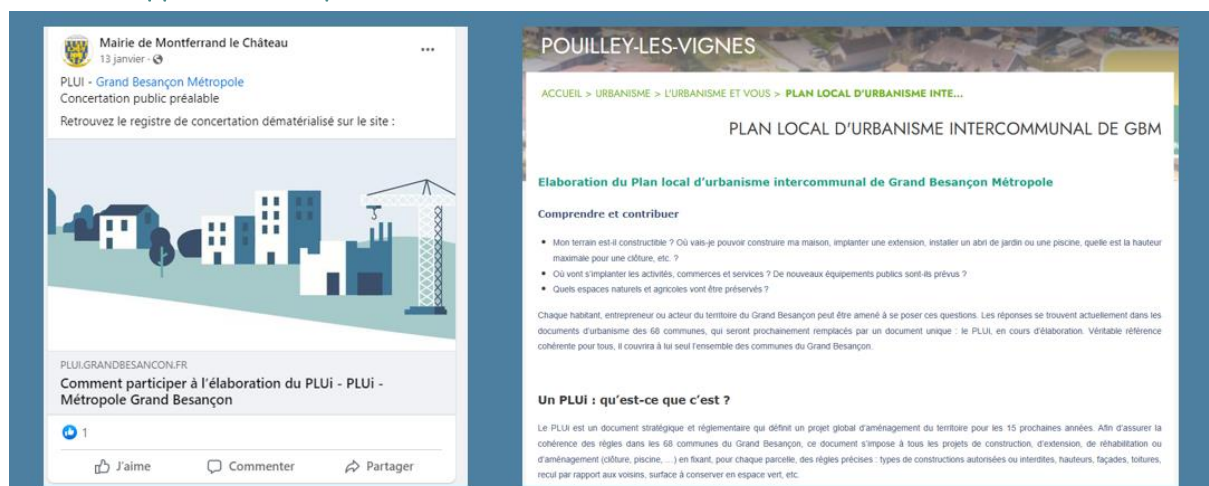 Mairie de Montferrand le Château
13 janvier ·
PLUI - Grand Besançon Métropole
Concertation public préalable
Retrouvez le registre de concertation dématérialisé sur le site :
PLUI.GRANDBESANCON.FR
Comment participer à l'élaboration du PLUi - PLUi -
Métropole Grand Besançon
1
J'aime
Commenter
Partager
POUILLEY-LES-VIGNES
ACCUEIL > URBANISME > L'URBANISME ET VOUS > PLAN LOCAL D'URBANISME INTE...
PLAN LOCAL D'URBANISME INTERCOMMUNAL DE GBM
Elaboration du Plan local d'urbanisme intercommunal de Grand Besançon Métropole
Comprendre et contribuer
• Mon terrain est-il constructible ? Où vais-je pouvoir construire ma maison, implanter une extension, installer un abri de jardin ou une piscine, quelle est la hauteur
maximale pour une clôture, etc. ?
• Où vont s'implanter les activités, commerces et services ? De nouveaux équipements publics sont-ils prévus ?
• Quels espaces naturels et agricoles vont être préservés ?
Chaque habitant, entrepreneur ou acteur du territoire du Grand Besançon peut être amené à se poser ces questions. Les réponses se trouvent actuellement dans les
documents d'urbanisme des 68 communes, qui seront prochainement remplacés par un document unique : le PLUi, en cours d'élaboration. Véritable référence
cohérente pour tous, il couvrira à lui seul l'ensemble des communes du Grand Besançon.
Un PLUi : qu'est-ce que c'est ?
Le PLUi est un document stratégique et réglementaire qui définit un projet global d'aménagement du territoire pour les 15 prochaines années. Afin d'assurer la
cohérence des règles dans les 68 communes du Grand Besançon, ce document s'impose à tous les projets de construction, d'extension, de réhabilitation ou
d'aménagement (clôture, piscine, …) en fixant, pour chaque parcelle, des règles précises : types de constructions autorisées ou interdites, hauteurs, façades, toitures,
recul par rapport aux voisins, surface à conserver en espace vert, etc.